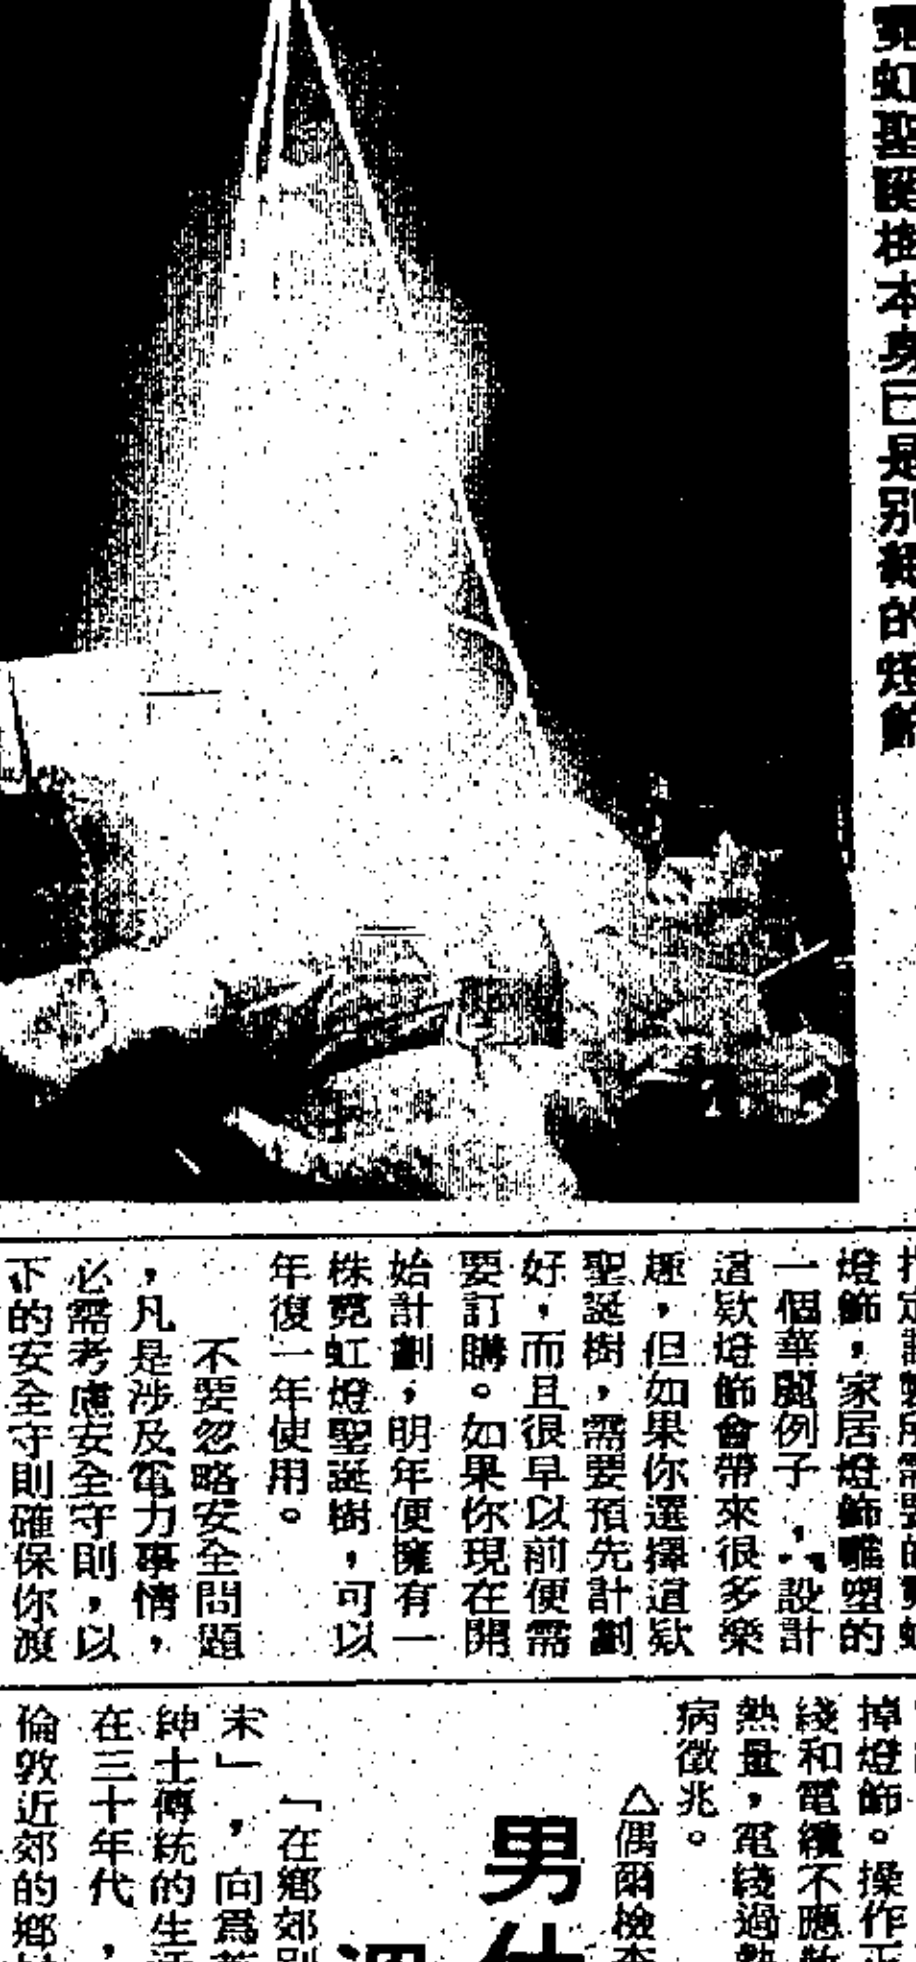 霓虹聖誕樹本身已是別緻的燈飾
燈飾，家居燈飾雕塑的
一個華麗例子，設計
這欵燈飾會帶來很多樂
趣，但如果你選擇這欵
聖誕樹，需要預先計劃
好，而且很早以前便需
要訂購。如果你現在開
始計劃，明年便擁有一
株霓虹燈聖誕樹，可以
年復一年使用。
不要忽略安全問題
，凡是涉及電力事情，
必需考慮安全守則，以
下的安全守則確保你渡
掉燈飾。操作正
綫和電纜不應
熱量，電綫過熱
病徵兆。
△偶爾檢查
男仕
「在鄉郊別
末」，向爲
紳士傳統的生活
在三十年代，
倫敦近郊的鄉村